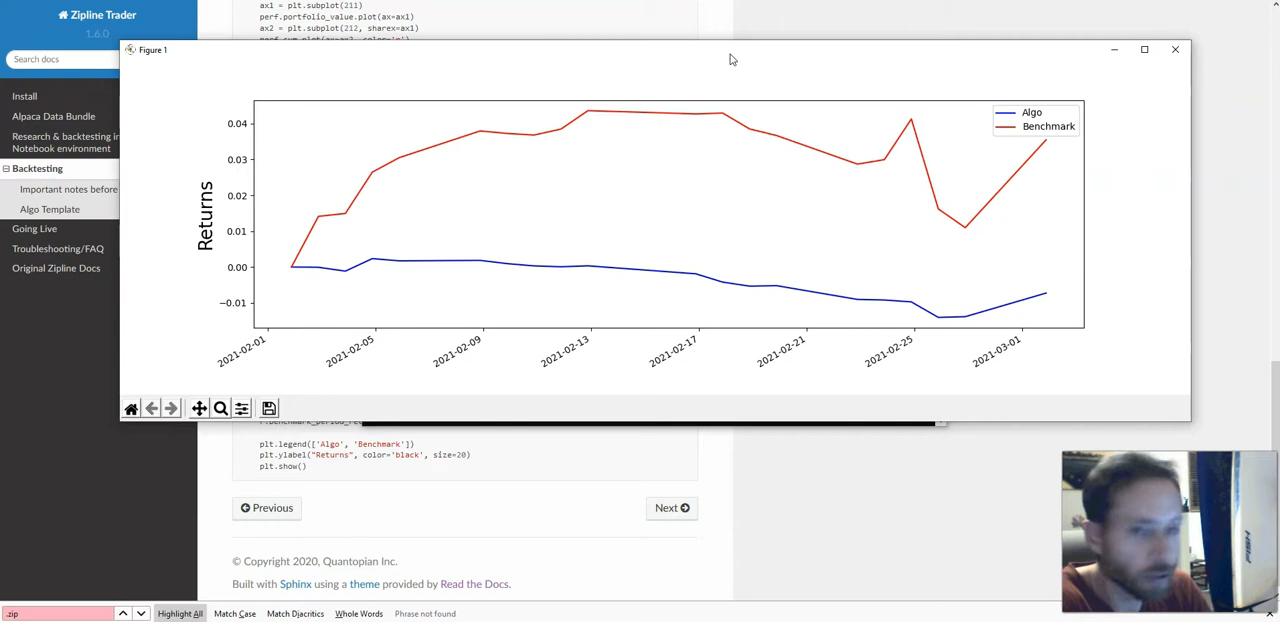 Zipline Trader
1.6.0
Search docs
Install
Alpaca Data Bundle
Research & backtesting in
Notebook environment
Backtesting
Important notes before
Algo Template
Going Live
Troubleshooting/FAQ
Original Zipline Docs
ax1 = plt.subplot(211)
perf.portfolio_value.plot(ax=ax1)
ax2 = plt.subplot(212, sharex=ax1)
Figure 1
Algo
Benchmark
Returns
0.04
0.03
0.02
0.01
0.00
−0.01
2021-02-01
2021-02-05
2021-02-09
2021-02-13
2021-02-17
2021-02-21
2021-02-25
2021-03-01
plt.legend(['Algo', 'Benchmark'])
plt.ylabel("Returns", color='black', size=20)
plt.show()
Previous
Next
© Copyright 2020, Quantopian Inc.
Built with Sphinx using a theme provided by Read the Docs.
.zip
Highlight All
Match Case
Match Diacritics
Whole Words
Phrase not found